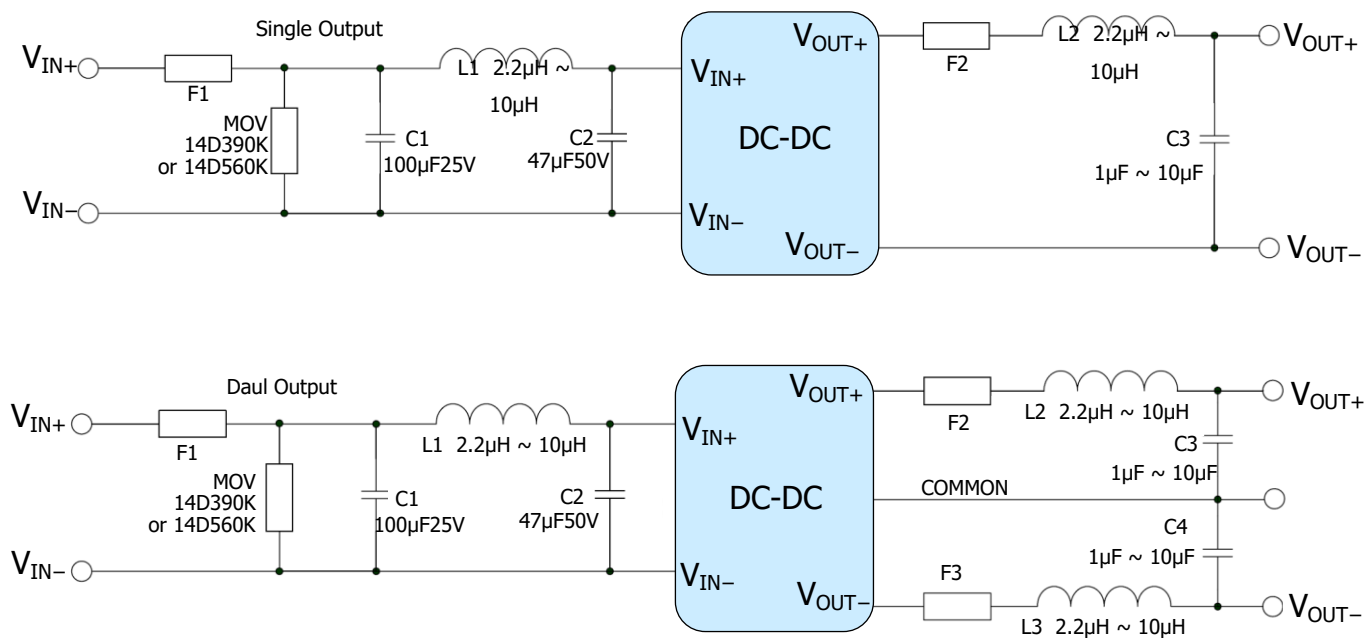 Single Output
VIN+
F1
MOV
14D390K
or 14D560K
C1
100µF25V
L1 2.2µH ~
10µH
C2
47µF50V
VIN−
VIN+
VIN−
DC-DC
VOUT+
VOUT−
F2
L2 2.2µH ~
10µH
C3
1µF ~ 10µF
VOUT+
VOUT−
Daul Output
VIN+
F1
MOV
14D390K
or 14D560K
C1
100µF25V
L1 2.2µH ~ 10µH
C2
47µF50V
VIN−
VIN+
VIN−
DC-DC
VOUT+
VOUT−
F2
L2 2.2µH ~ 10µH
C3
1µF ~ 10µF
COMMON
C4
1µF ~ 10µF
F3
L3 2.2µH ~ 10µH
VOUT+
VOUT−